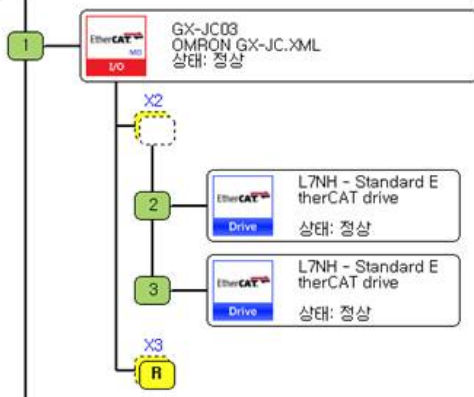 1
EtherCAT
MD
I/O
GX-JC03
OMRON GX-JC.XML
상태: 정상
X2
2
EtherCAT
Drive
L7NH - Standard E
therCAT drive
상태: 정상
3
EtherCAT
Drive
L7NH - Standard E
therCAT drive
상태: 정상
X3
R